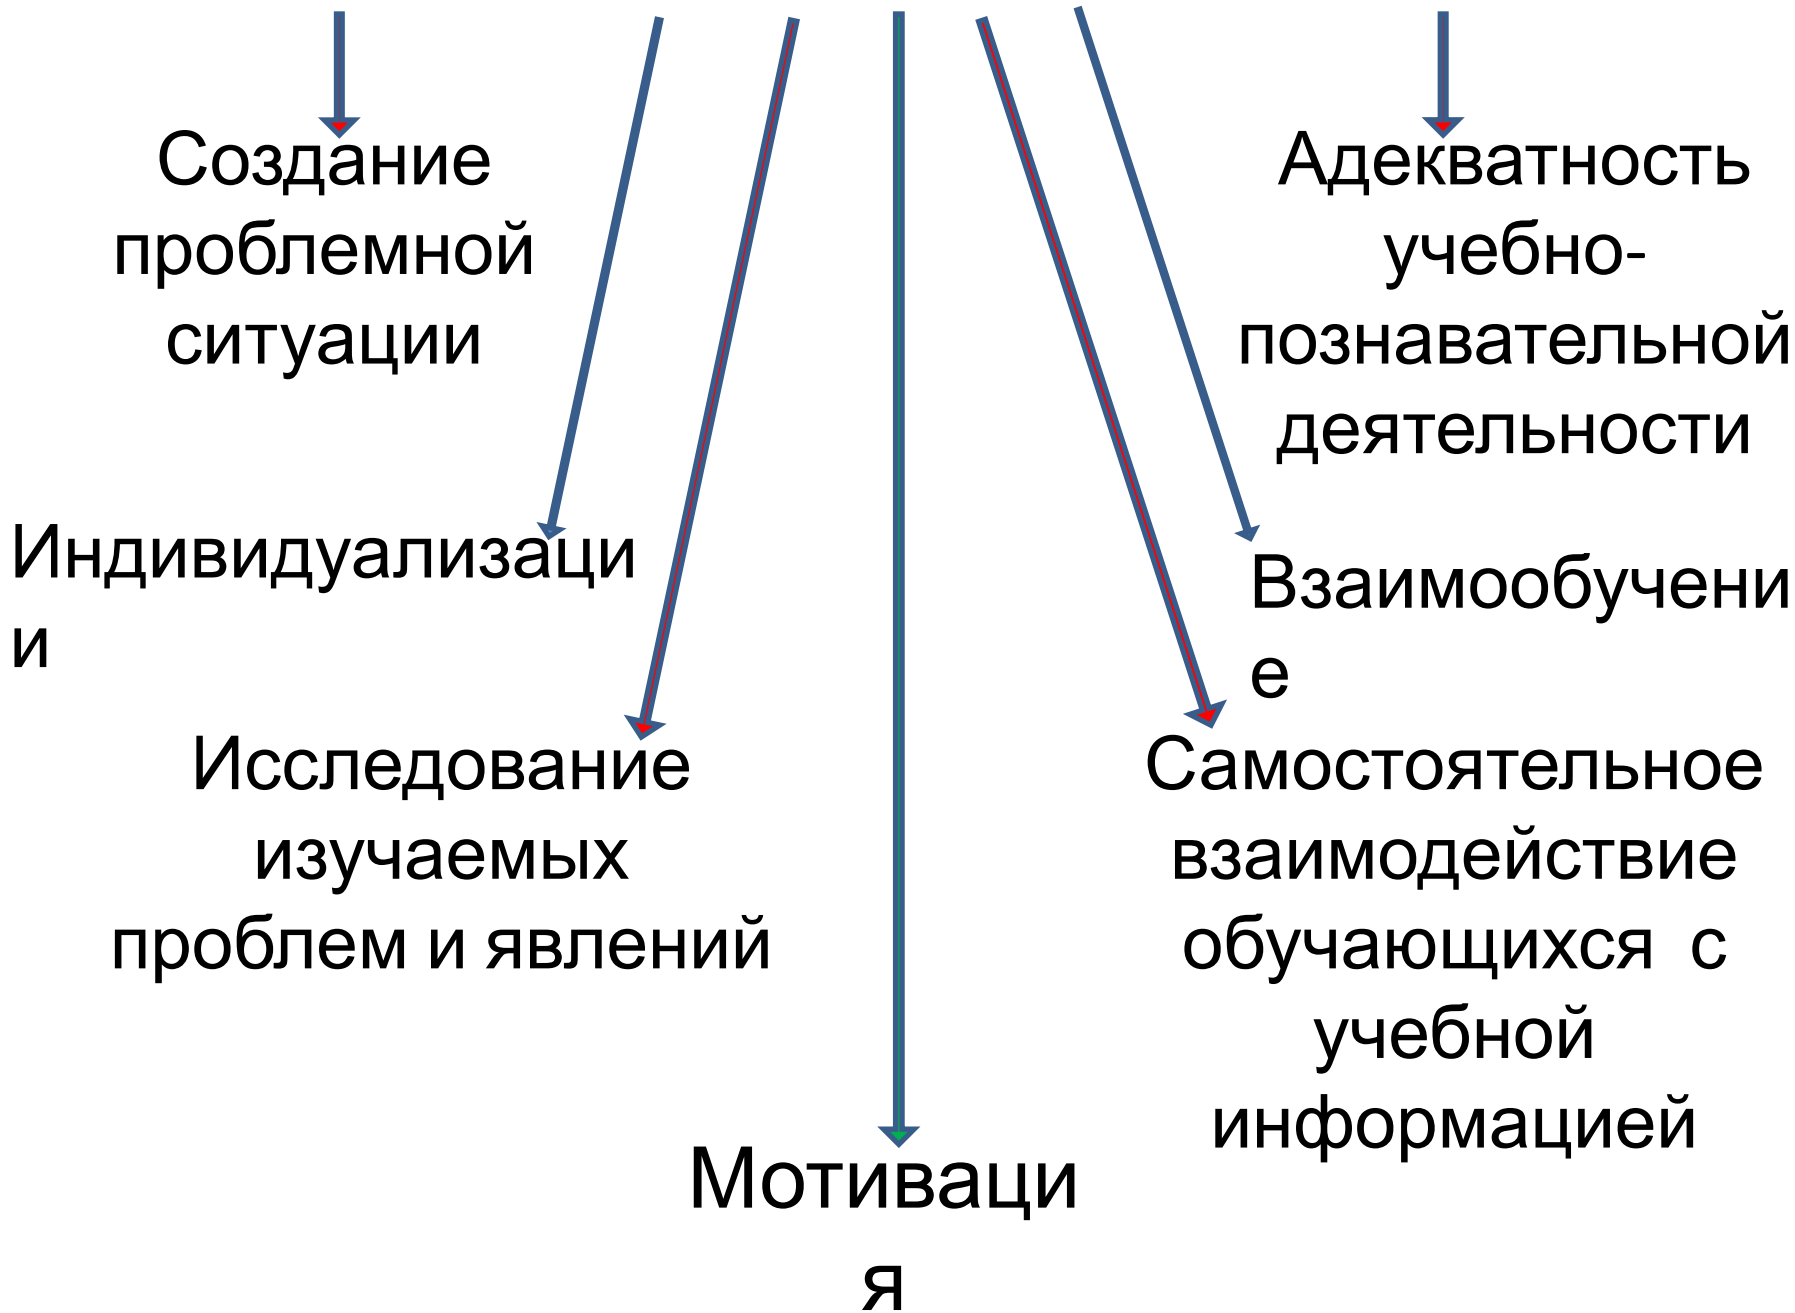 Создание
проблемной
ситуации
Адекватность
учебно-
познавательной
деятельности
Индивидуализаци
и
Взаимообучени
е
Исследование
изучаемых
проблем и явлений
Самостоятельное
взаимодействие
обучающихся с
учебной
информацией
Мотиваци
я